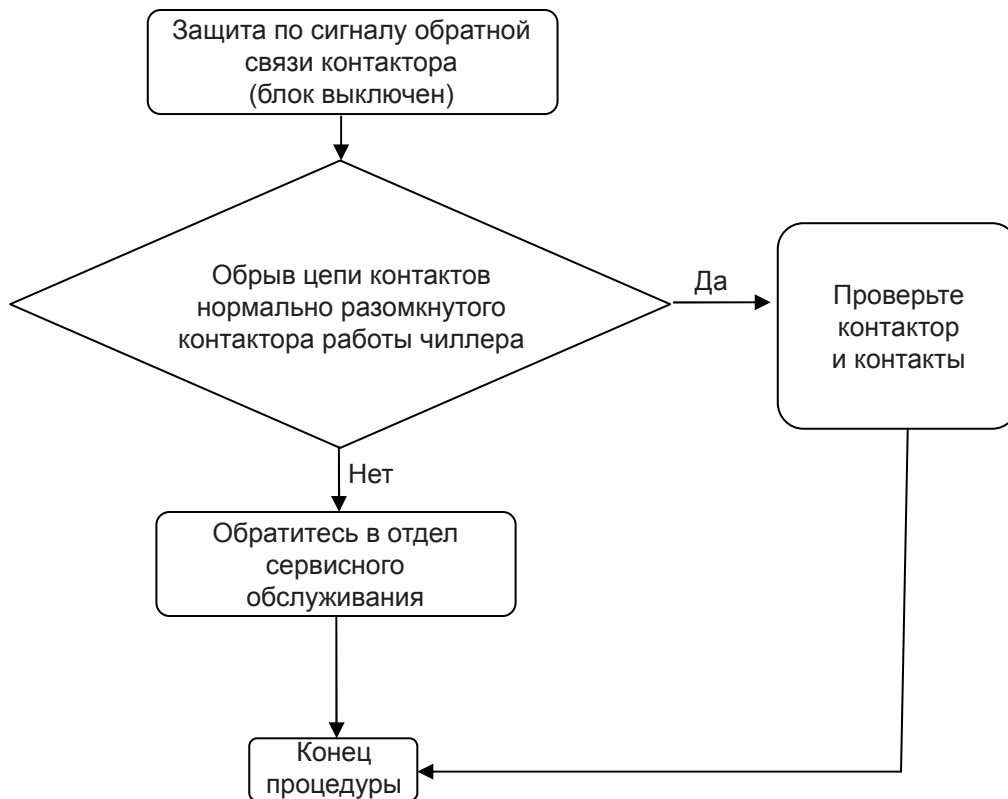 Защита по сигналу обратной
связи контактора
(блок выключен)
Обрыв цепи контактов
нормально разомкнутого
контактора работы чиллера
Да
Проверьте
контактор
и контакты
Нет
Обратитесь в отдел
сервисного
обслуживания
Конец
процедуры